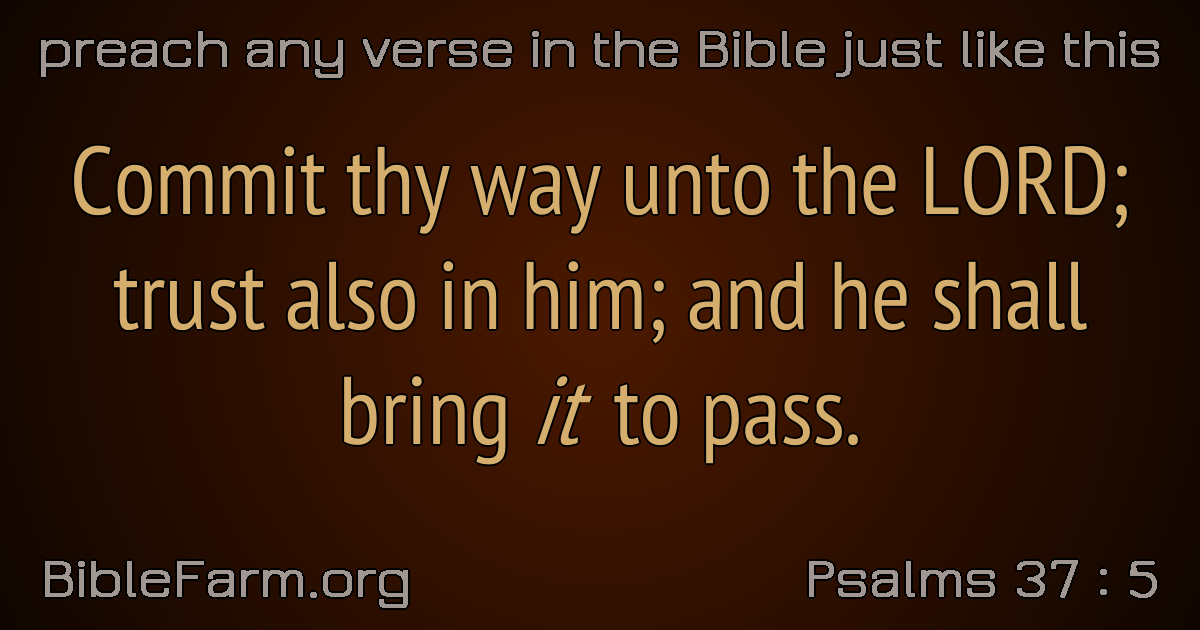 preach any verse in the Bible just like this
Commit thy way unto the LORD;
trust also in him; and he shall
bring it to pass.
BibleFarm.org
Psalms 37 : 5